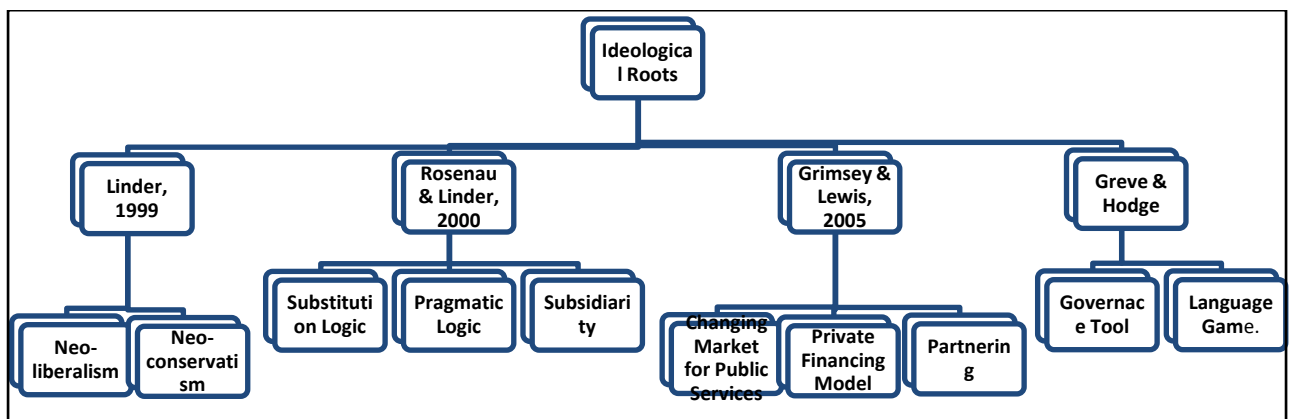 Ideologica
l Roots
Linder,
1999
Rosenau
& Linder,
2000
Grimsey &
Lewis,
2005
Greve &
Hodge
Neo-
liberalism
Neo-
conservati
sm
Substituti
on Logic
Pragmatic
Logic
Subsidiari
ty
Changing
Market
for Public
Services
Private
Financing
Model
Partnerin
g
Governac
e Tool
Language
Game.